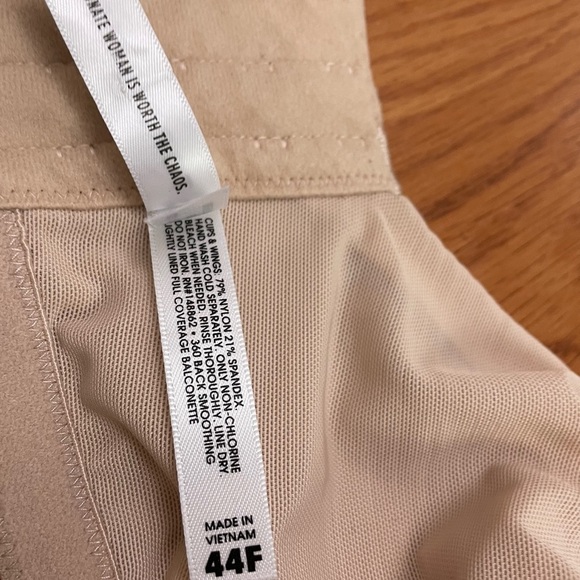 NATE WOMAN IS WORTH THE CHAOS.
CUPS & WINGS: 79% NYLON 21% SPANDEX.
HAND WASH COLD SEPARATELY. ONLY NON-CHLORINE
BLEACH WHEN NEEDED. RINSE THOROUGHLY. LINE DRY.
DO NOT IRON. RN#148862 • 360 BACK SMOOTHING
LIGHTLY LINED FULL COVERAGE BALCONETTE
MADE IN
VIETNAM
44F